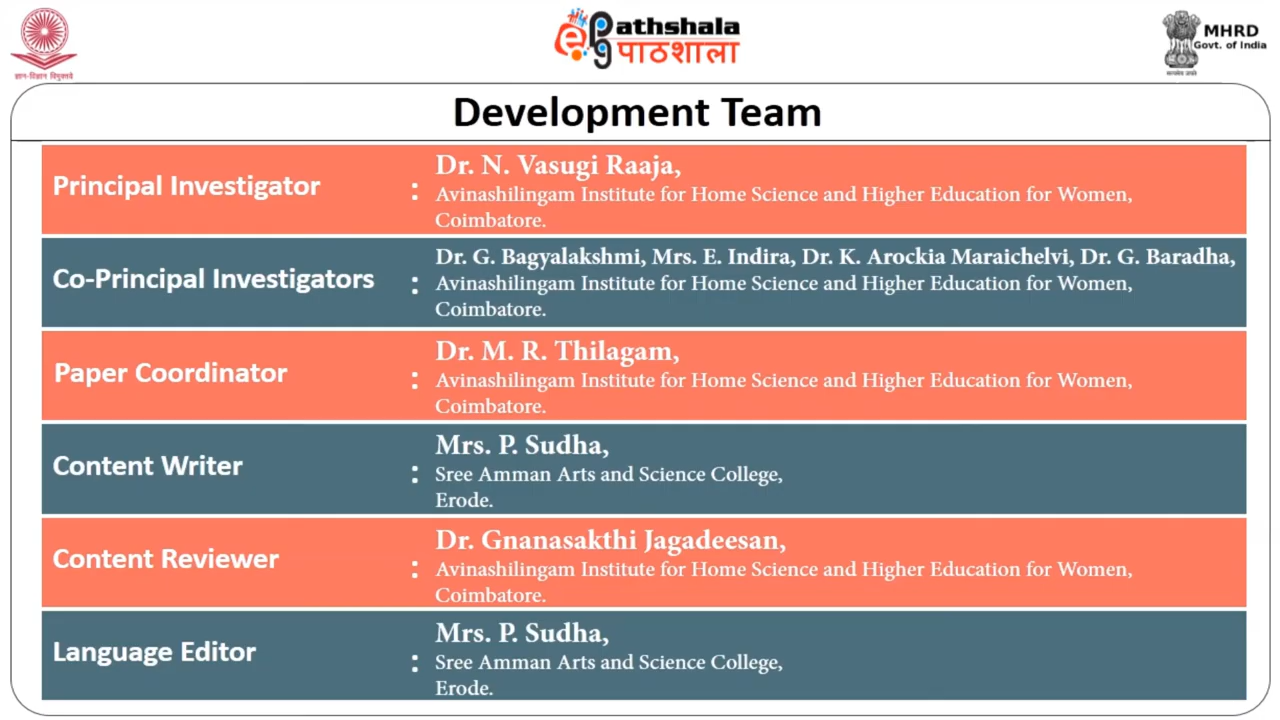 ज्ञान-विज्ञान विमुक्तये
ePG Pathshala
पाठशाला
MHRD
Govt. of India
सत्यमेव जयते
Development Team
Principal Investigator : Dr. N. Vasugi Raaja,
Avinashilingam Institute for Home Science and Higher Education for Women,
Coimbatore.
Co-Principal Investigators : Dr. G. Bagyalakshmi, Mrs. E. Indira, Dr. K. Arockia Maraichelvi, Dr. G. Baradha,
Avinashilingam Institute for Home Science and Higher Education for Women,
Coimbatore.
Paper Coordinator : Dr. M. R. Thilagam,
Avinashilingam Institute for Home Science and Higher Education for Women,
Coimbatore.
Content Writer : Mrs. P. Sudha,
Sree Amman Arts and Science College,
Erode.
Content Reviewer : Dr. Gnanasakthi Jagadeesan,
Avinashilingam Institute for Home Science and Higher Education for Women,
Coimbatore.
Language Editor : Mrs. P. Sudha,
Sree Amman Arts and Science College,
Erode.